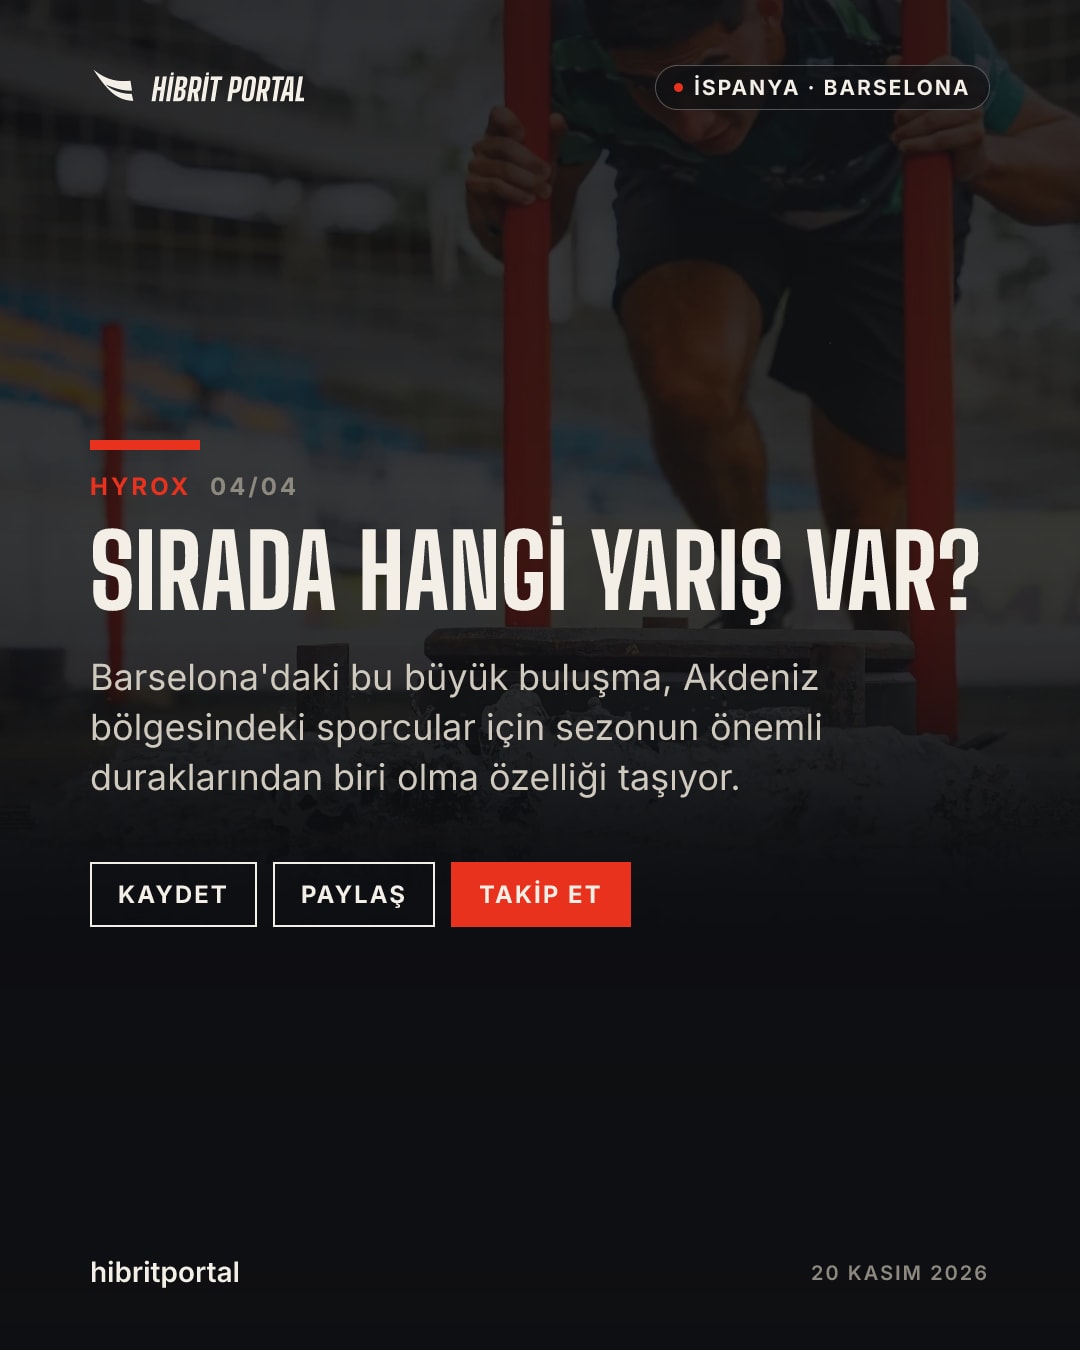 HİBRİT PORTAL
İSPANYA · BARSELONA
HYROX 04/04
SIRADA HANGİ YARIŞ VAR?
Barselona'daki bu büyük buluşma, Akdeniz
bölgesindeki sporcular için sezonun önemli
duraklarından biri olma özelliği taşıyor.
KAYDET PAYLAŞ TAKİP ET
hibritportal
20 KASIM 2026